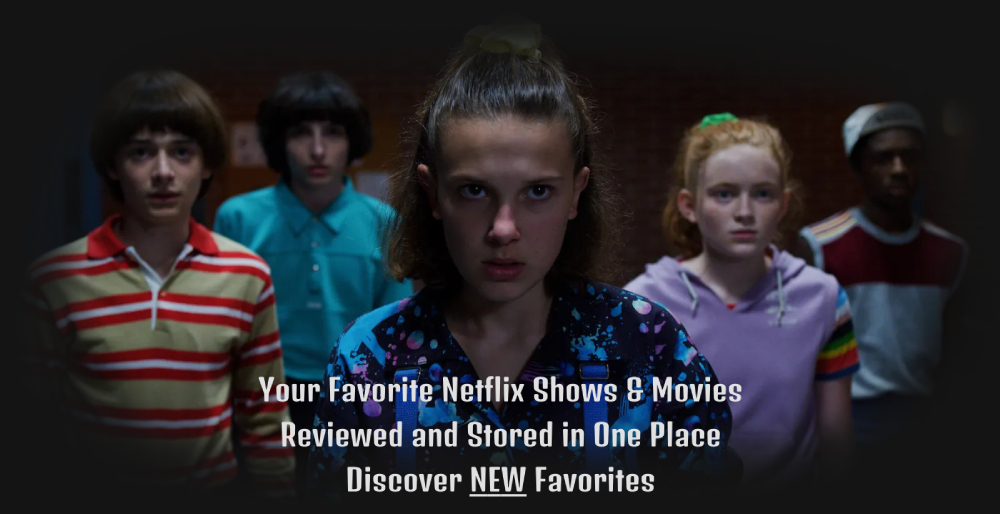 Your Favorite Netflix Shows & Movies
Reviewed and Stored in One Place
Discover NEW Favorites